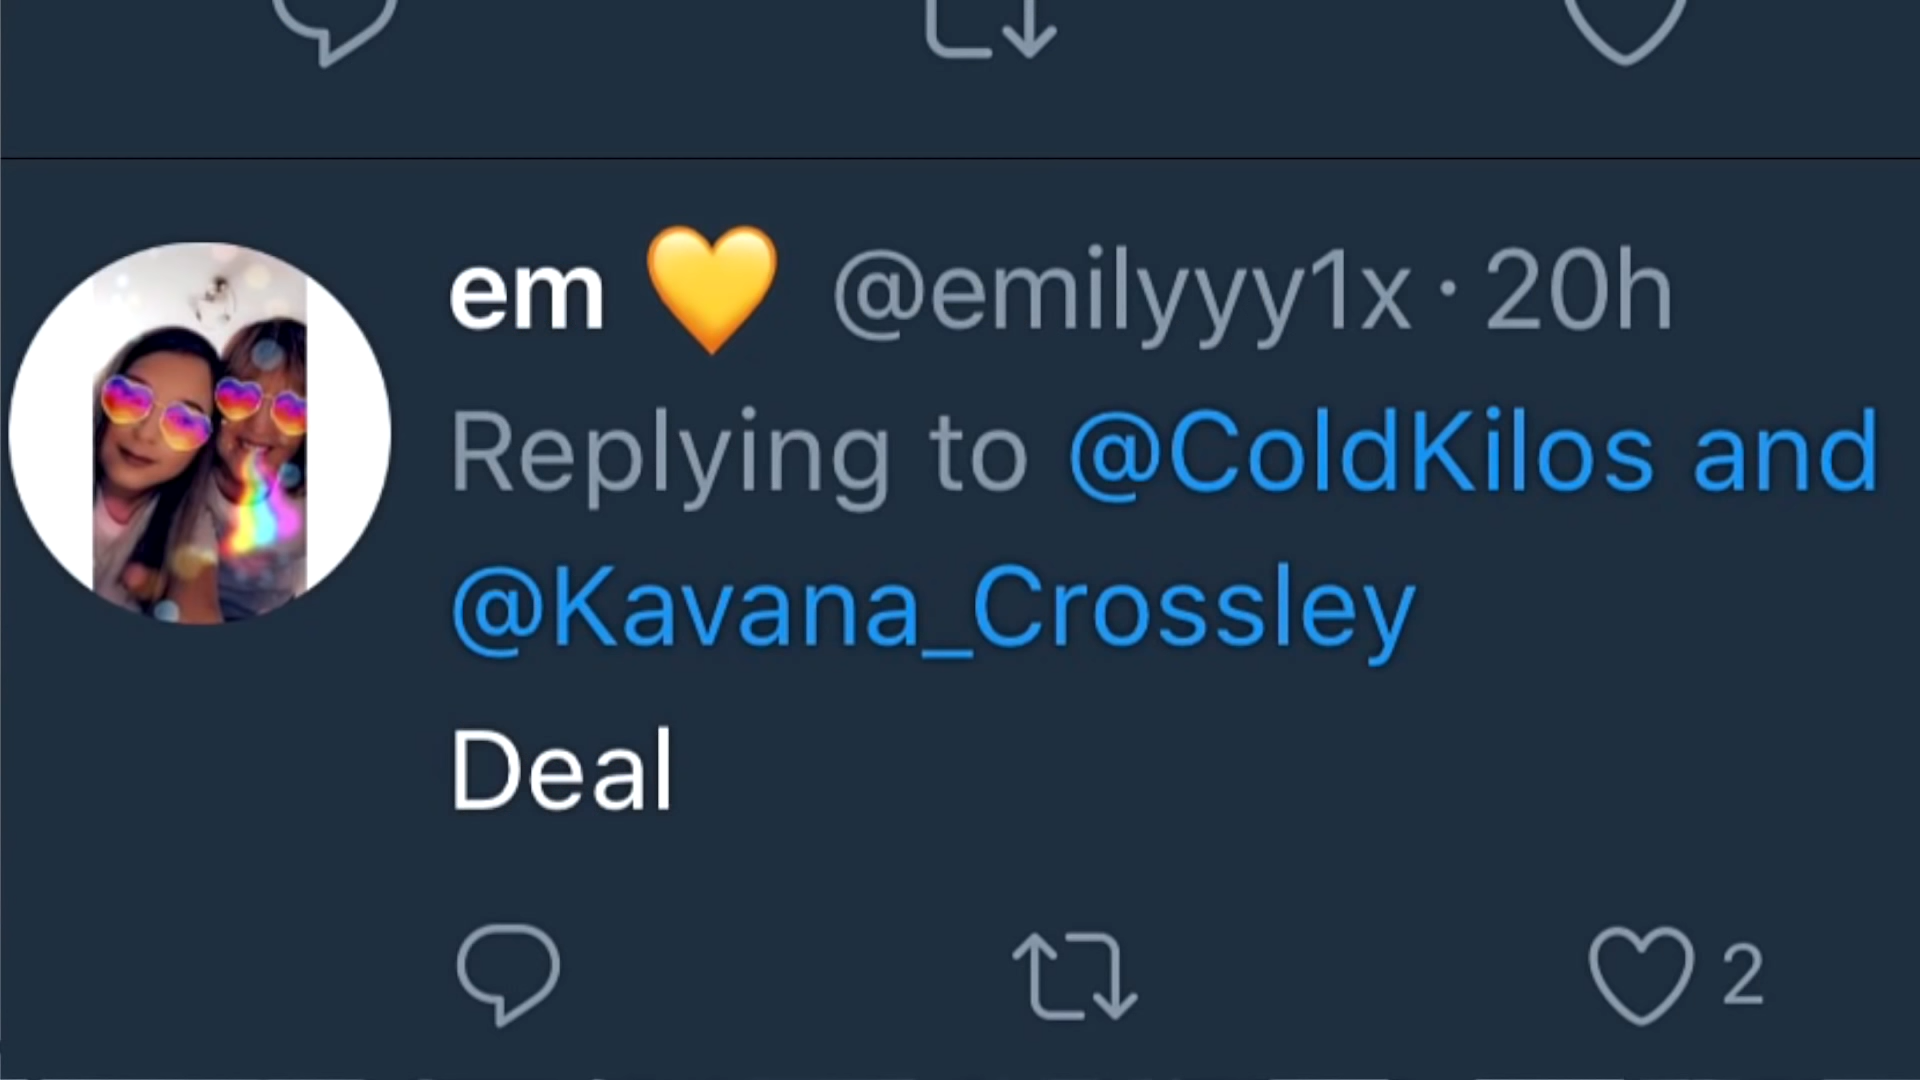 em 💛 @emilyyy1x · 20h
Replying to @ColdKilos and
@Kavana_Crossley
Deal
2